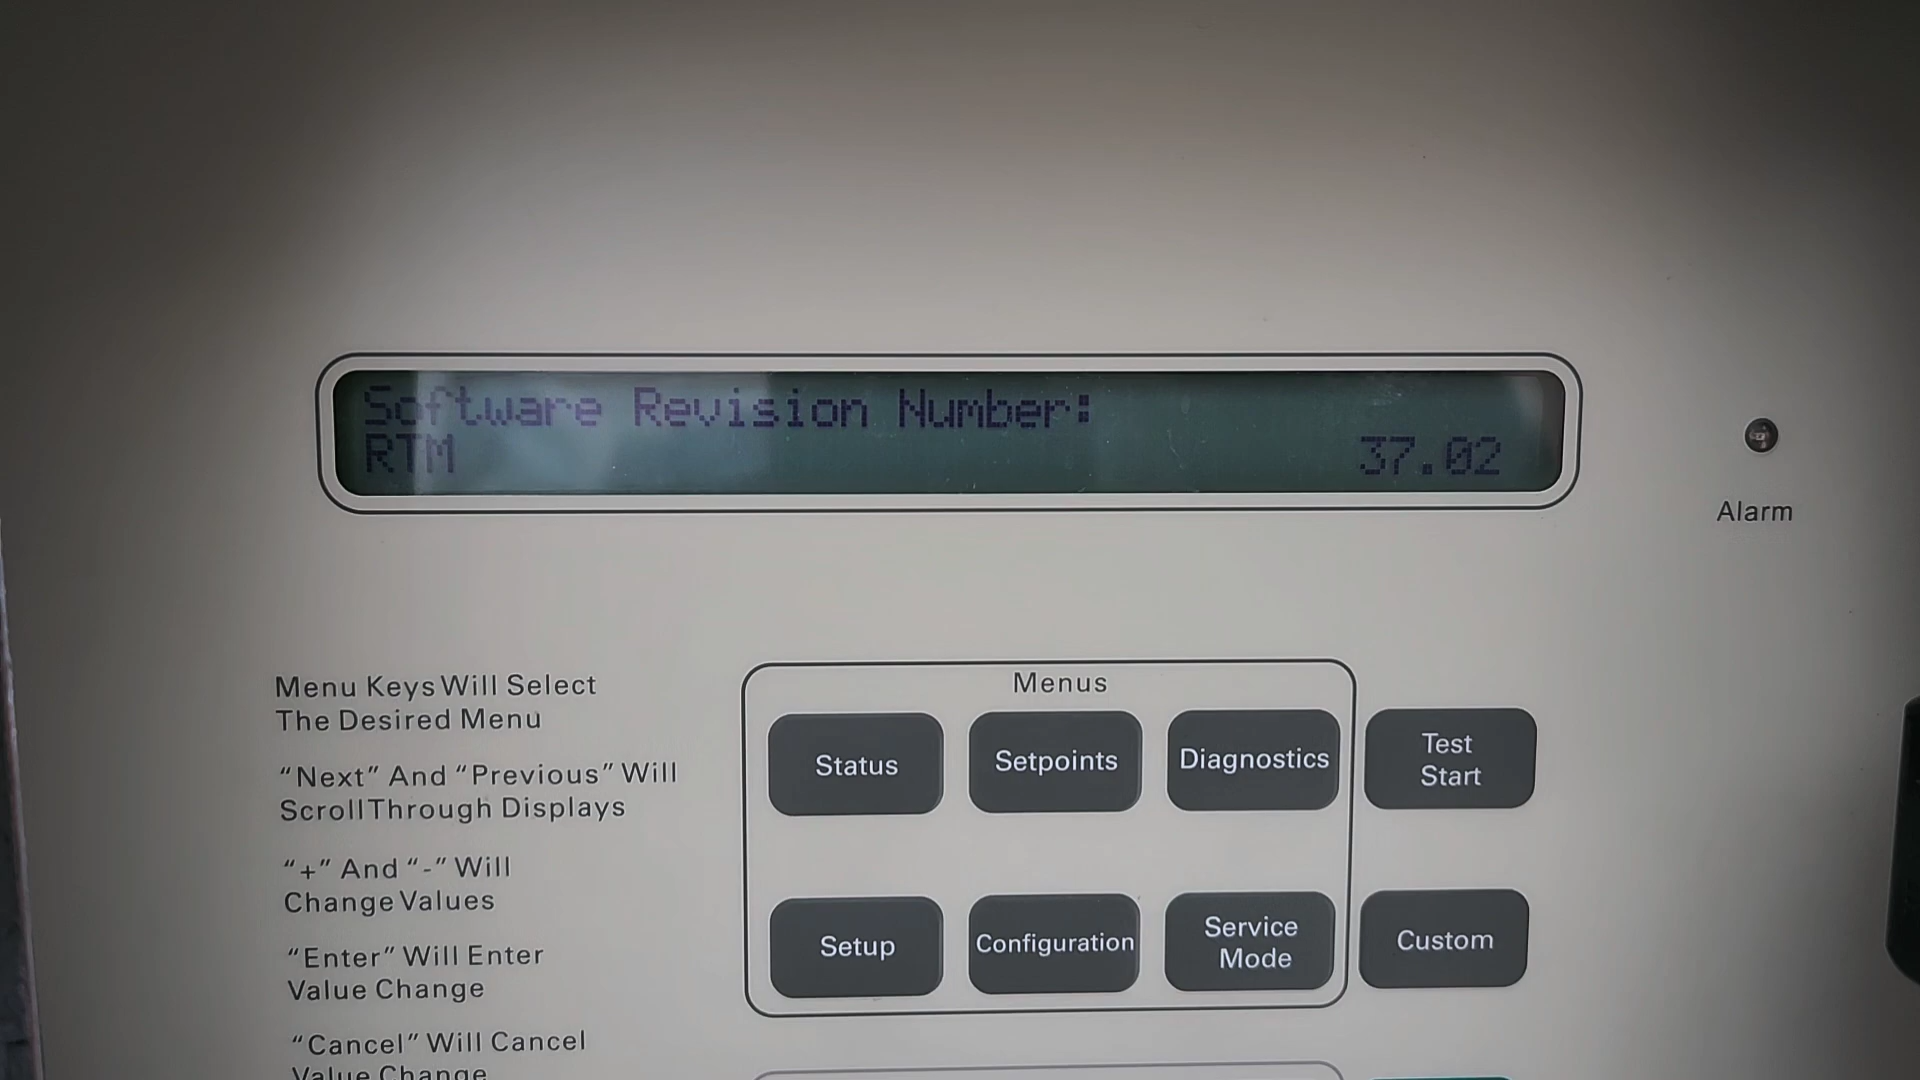 Software Revision Number:
RTM 37.02
Alarm
Menu Keys Will Select
The Desired Menu
“Next” And “Previous” Will
Scroll Through Displays
“+” And “-” Will
Change Values
“Enter” Will Enter
Value Change
“Cancel” Will Cancel
Value Change
Menus
Status
Setpoints
Diagnostics
Test
Start
Setup
Configuration
Service
Mode
Custom